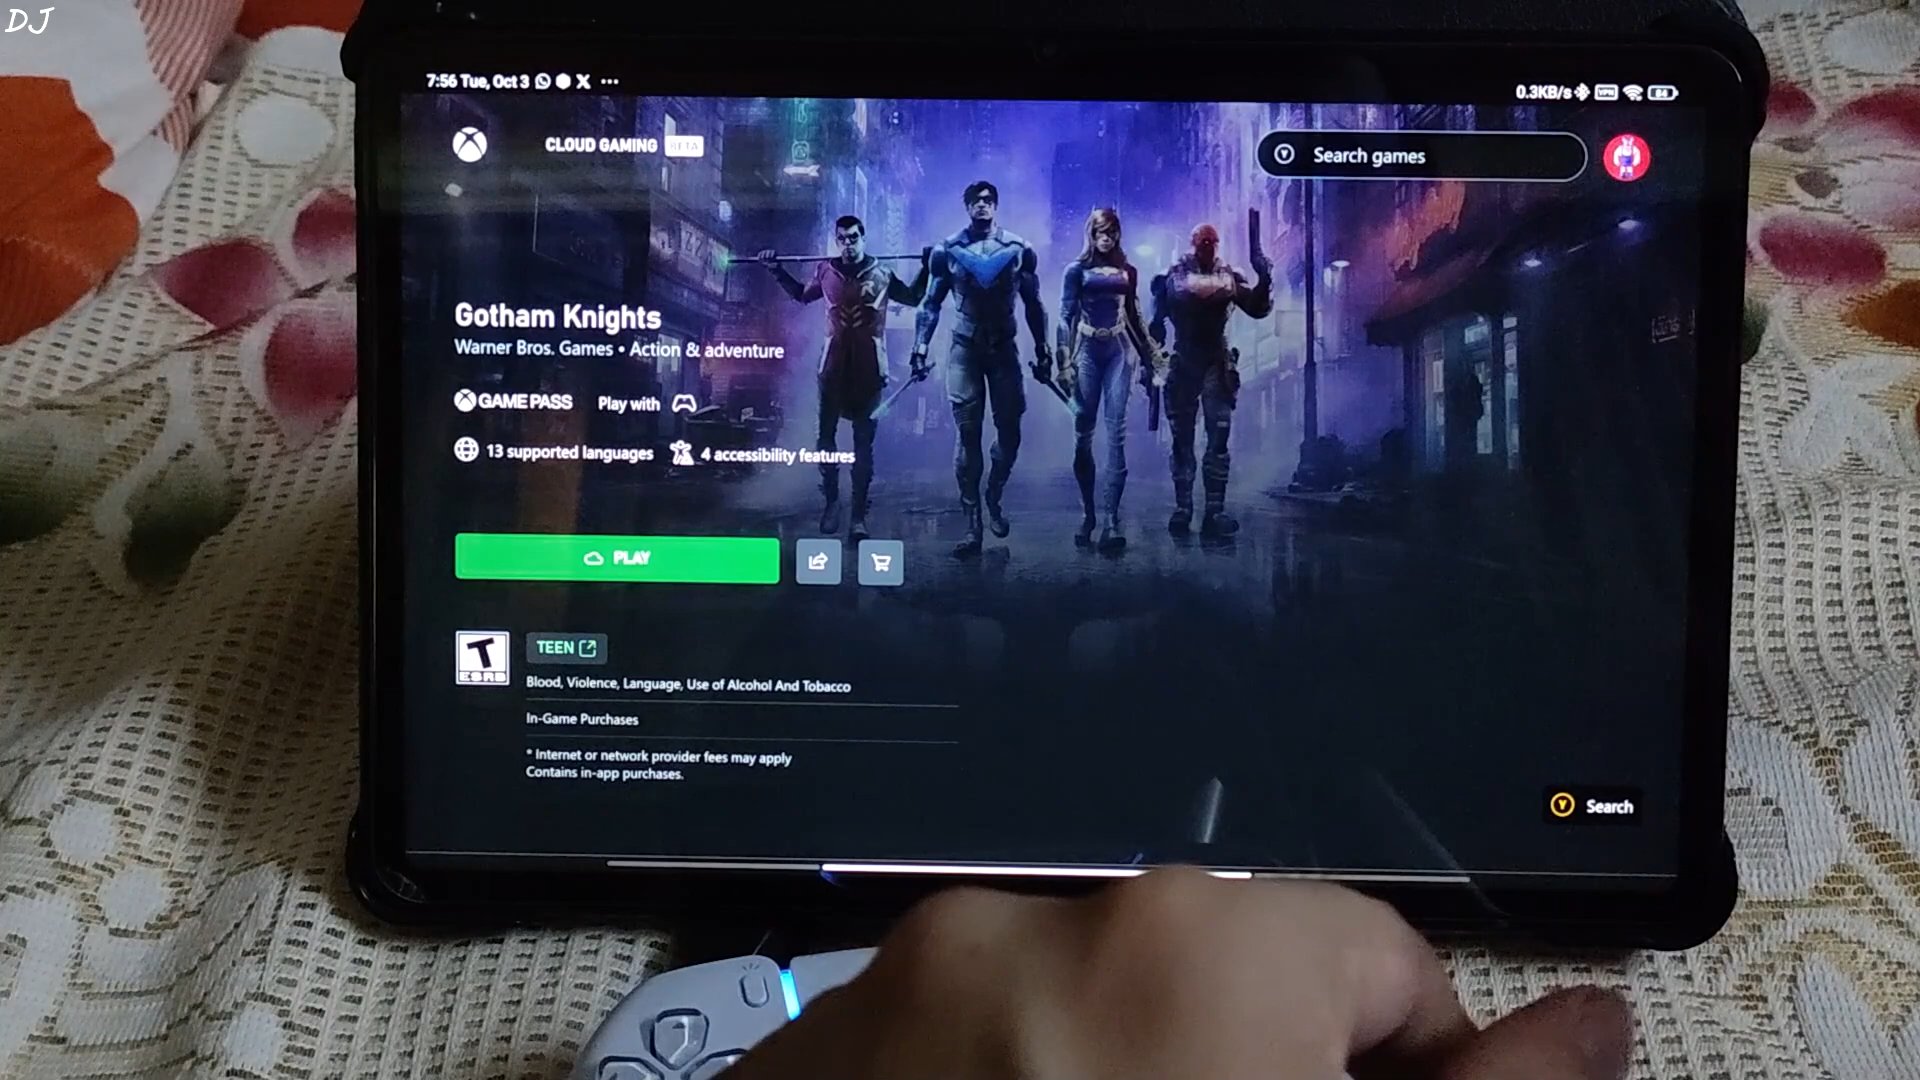 DJ
7:56 Tue, Oct 3
0.3KB/s VPN 84
CLOUD GAMING BETA
Search games
Gotham Knights
Warner Bros. Games • Action & adventure
GAME PASS Play with
13 supported languages 4 accessibility features
PLAY
T
ESRB
TEEN
Blood, Violence, Language, Use of Alcohol And Tobacco
In-Game Purchases
* Internet or network provider fees may apply
Contains in-app purchases.
Y Search